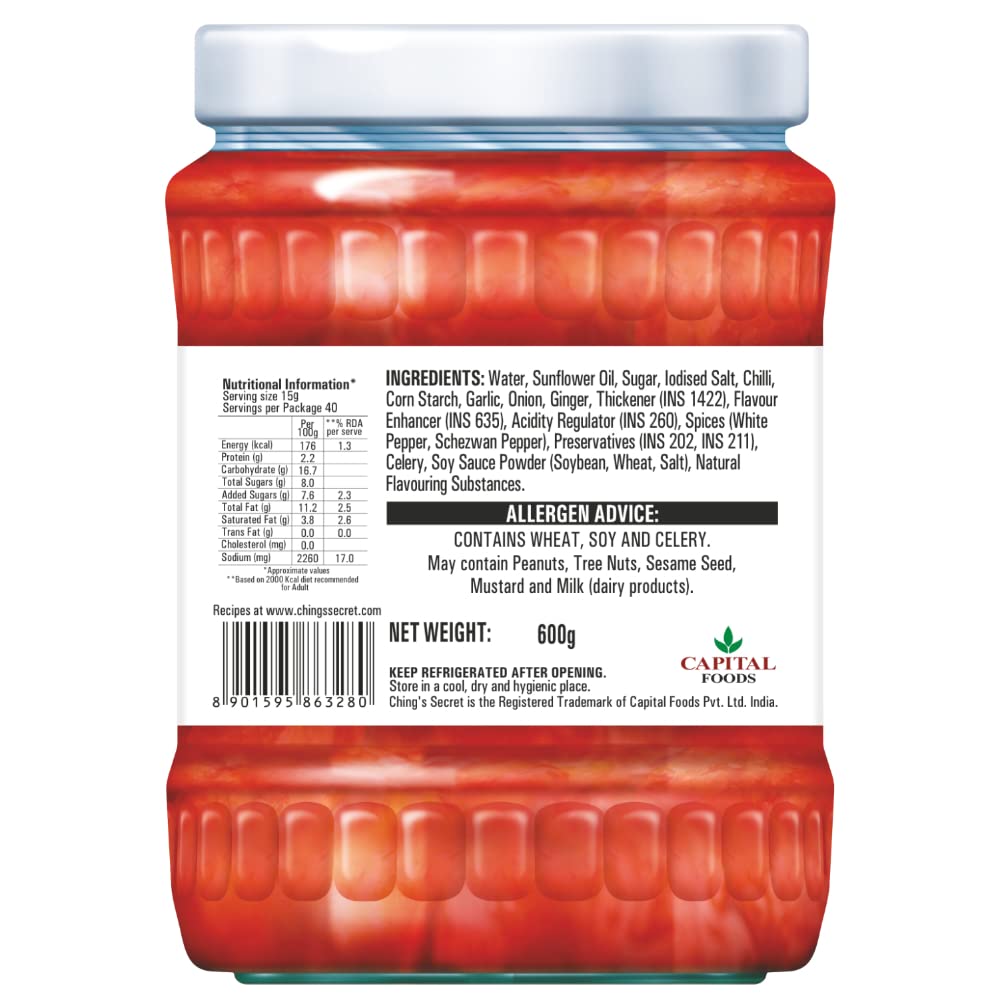 Nutritional Information*
Serving size 15g
Servings per Package 40
Per 100g **% RDA per serve
Energy (kcal) 176 1.3
Protein (g) 2.2
Carbohydrate (g) 16.7
Total Sugars (g) 8.0
Added Sugars (g) 7.6 2.3
Total Fat (g) 11.2 2.5
Saturated Fat (g) 3.8 2.6
Trans Fat (g) 0.0 0.0
Cholesterol (mg) 0.0
Sodium (mg) 2260 17.0
*Approximate values
**Based on 2000 Kcal diet recommended
for Adult
Recipes at www.chingssecret.com
8 901595 863280
INGREDIENTS: Water, Sunflower Oil, Sugar, Iodised Salt, Chilli,
Corn Starch, Garlic, Onion, Ginger, Thickener (INS 1422), Flavour
Enhancer (INS 635), Acidity Regulator (INS 260), Spices (White
Pepper, Schezwan Pepper), Preservatives (INS 202, INS 211),
Celery, Soy Sauce Powder (Soybean, Wheat, Salt), Natural
Flavouring Substances.
ALLERGEN ADVICE:
CONTAINS WHEAT, SOY AND CELERY.
May contain Peanuts, Tree Nuts, Sesame Seed,
Mustard and Milk (dairy products).
NET WEIGHT: 600g
CAPITAL
FOODS
KEEP REFRIGERATED AFTER OPENING.
Store in a cool, dry and hygienic place.
Ching's Secret is the Registered Trademark of Capital Foods Pvt. Ltd. India.